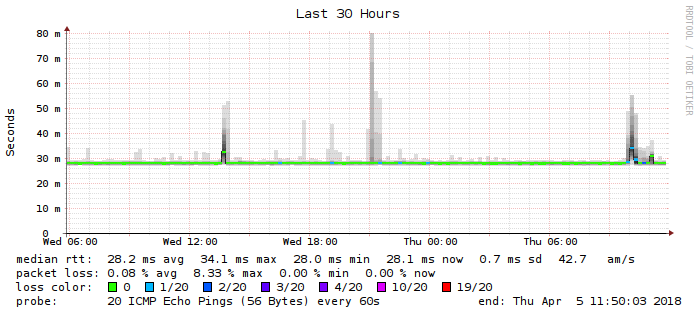 Last 30 Hours
RRDTOOL / TOBI OETIKER
Seconds
80 m
70 m
60 m
50 m
40 m
30 m
20 m
10 m
0
Wed 06:00 Wed 12:00 Wed 18:00 Thu 00:00 Thu 06:00
median rtt: 28.2 ms avg 34.1 ms max 28.0 ms min 28.1 ms now 0.7 ms sd 42.7 am/s
packet loss: 0.08 % avg 8.33 % max 0.00 % min 0.00 % now
loss color: 0 1/20 2/20 3/20 4/20 10/20 19/20
probe: 20 ICMP Echo Pings (56 Bytes) every 60s end: Thu Apr 5 11:50:03 2018